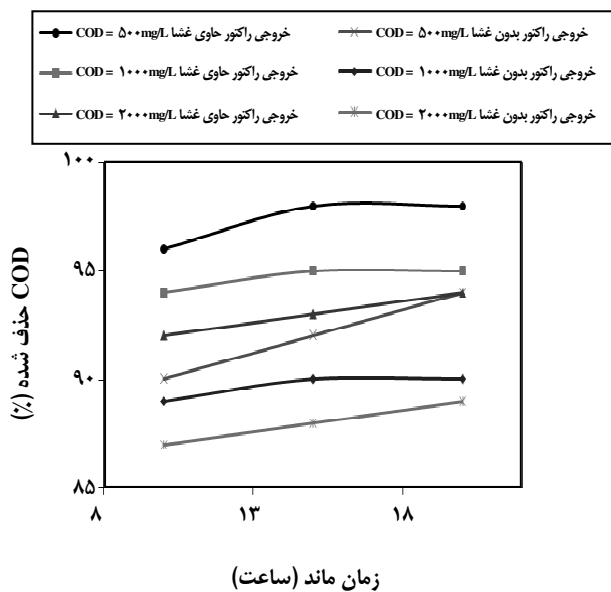 خروجی راکتور حاوی غشا COD = ۵۰۰mg/L
خروجی راکتور بدون غشا COD = ۵۰۰mg/L
خروجی راکتور حاوی غشا COD = ۱۰۰۰mg/L
خروجی راکتور بدون غشا COD = ۱۰۰۰mg/L
خروجی راکتور حاوی غشا COD = ۲۰۰۰mg/L
خروجی راکتور بدون غشا COD = ۲۰۰۰mg/L
۱۰۰
۹۵
۹۰
۸۵
COD حذف شده (٪)
۸ ۱۳ ۱۸
زمان ماند (ساعت)